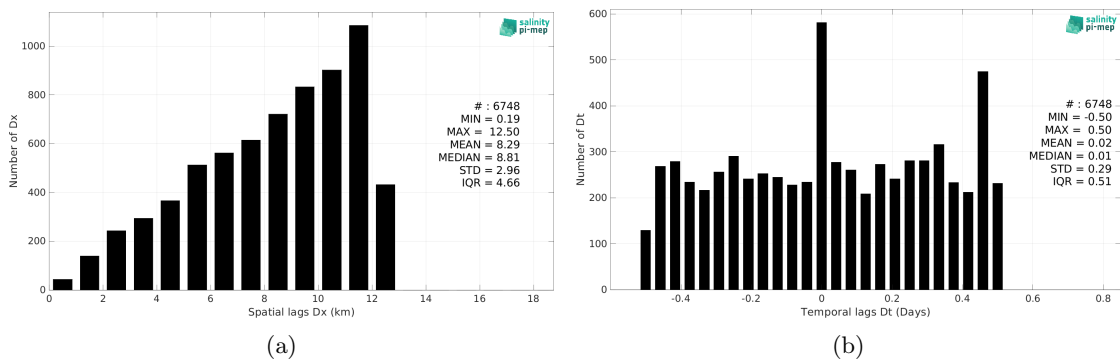 salinity
pi-mep
1000
800
600
400
200
0
Number of Dx
# : 6748
MIN = 0.19
MAX = 12.50
MEAN = 8.29
MEDIAN = 8.81
STD = 2.96
IQR = 4.66
0 2 4 6 8 10 12 14 16 18
Spatial lags Dx (km)
(a)
salinity
pi-mep
600
500
400
300
200
100
0
Number of Dt
# : 6748
MIN = -0.50
MAX = 0.50
MEAN = 0.02
MEDIAN = 0.01
STD = 0.29
IQR = 0.51
-0.4 -0.2 0 0.2 0.4 0.6 0.8
Temporal lags Dt (Days)
(b)